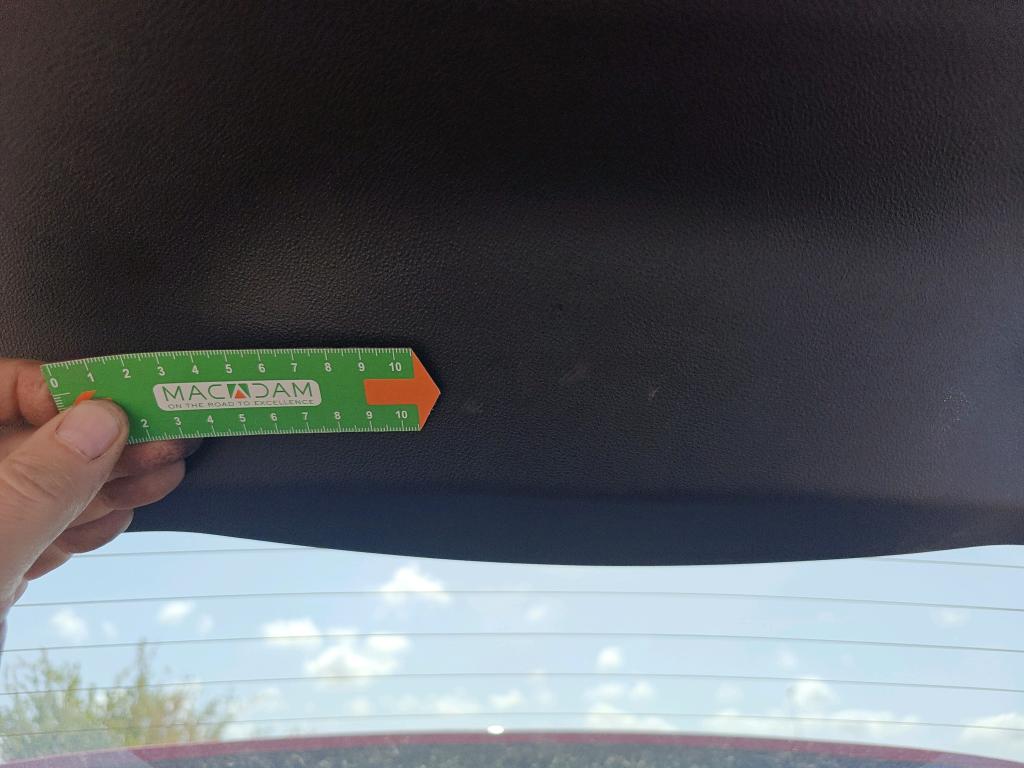 0 1 2 3 4 5 6 7 8 9 10
MACADAM
ON THE ROAD TO EXCELLENCE
2 3 4 5 6 7 8 9 10